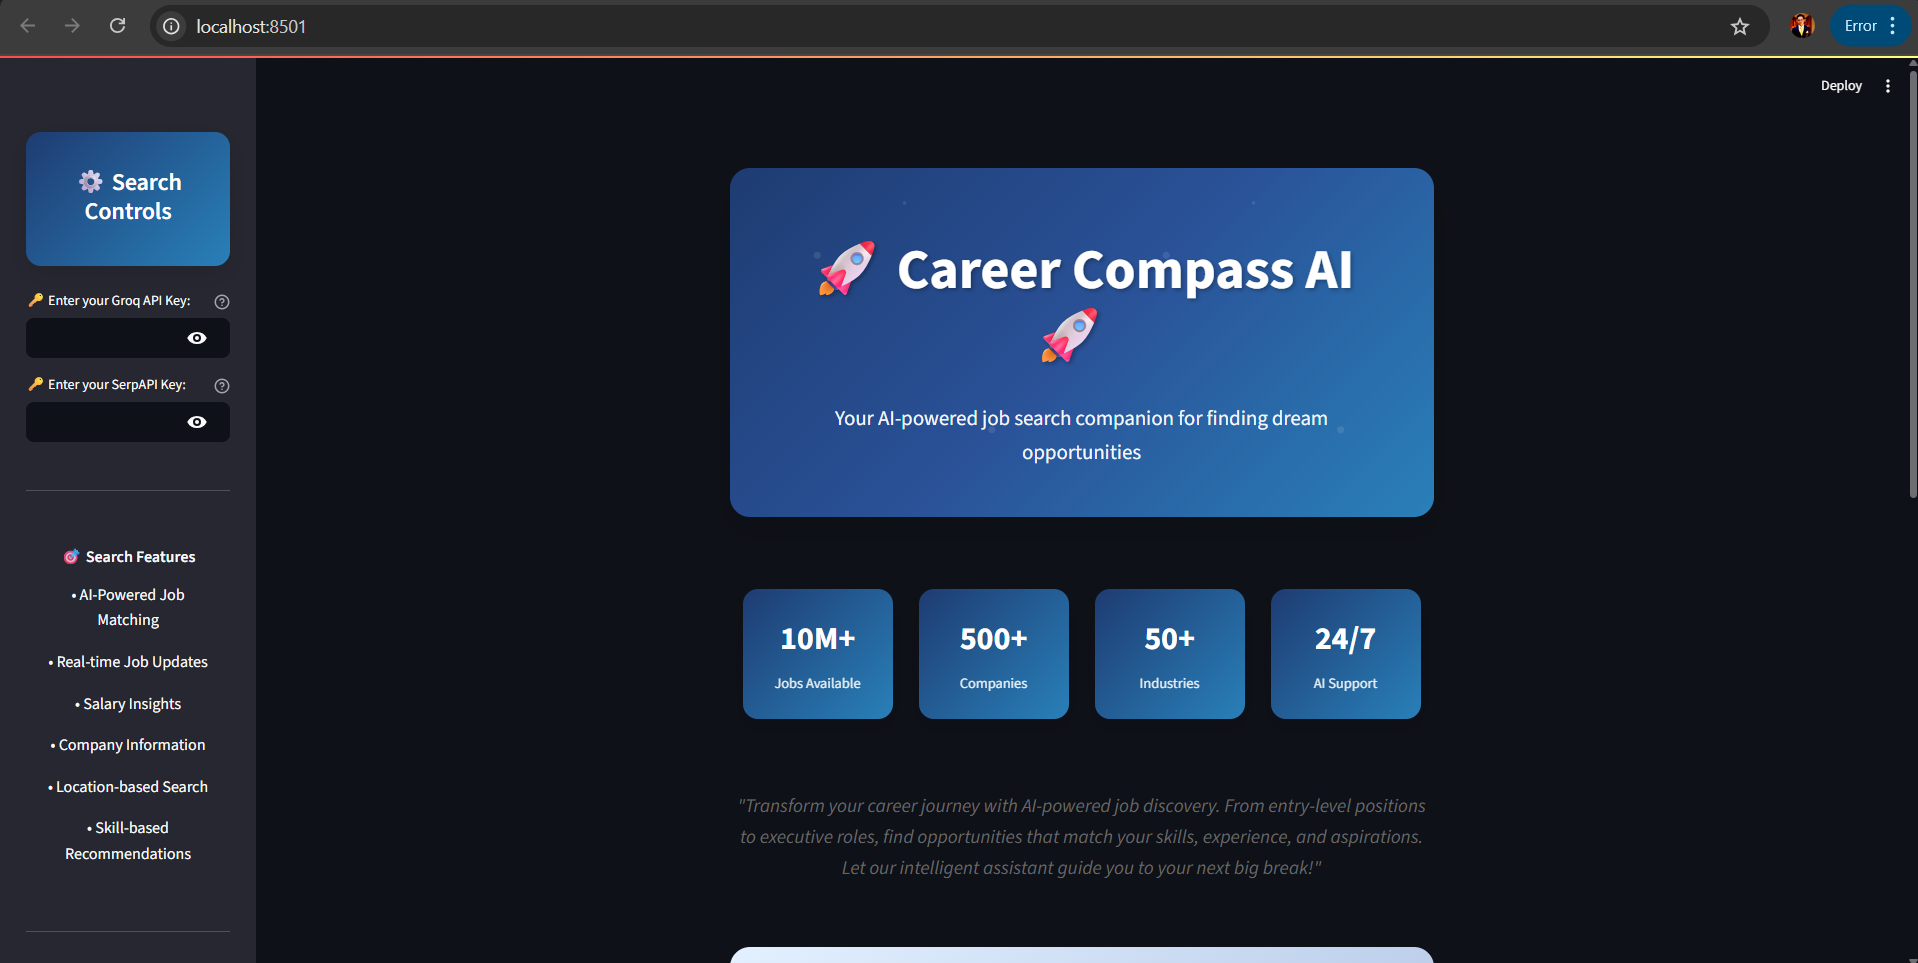 localhost:8501
Error
Deploy
⚙️ Search
Controls
🔑 Enter your Groq API Key:
🔑 Enter your SerpAPI Key:
🎯 Search Features
• AI-Powered Job
Matching
• Real-time Job Updates
• Salary Insights
• Company Information
• Location-based Search
• Skill-based
Recommendations
🚀 Career Compass AI
🚀
Your AI-powered job search companion for finding dream
opportunities
10M+
Jobs Available
500+
Companies
50+
Industries
24/7
AI Support
"Transform your career journey with AI-powered job discovery. From entry-level positions
to executive roles, find opportunities that match your skills, experience, and aspirations.
Let our intelligent assistant guide you to your next big break!"